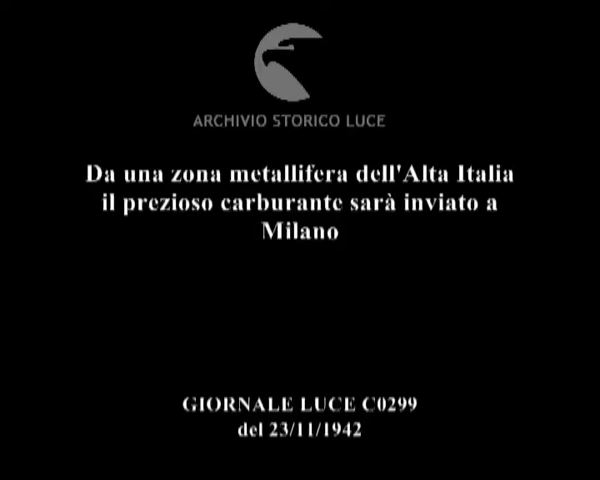 ARCHIVIO STORICO LUCE
Da una zona metallifera dell'Alta Italia
il prezioso carburante sarà inviato a
Milano
GIORNALE LUCE C0299
del 23/11/1942